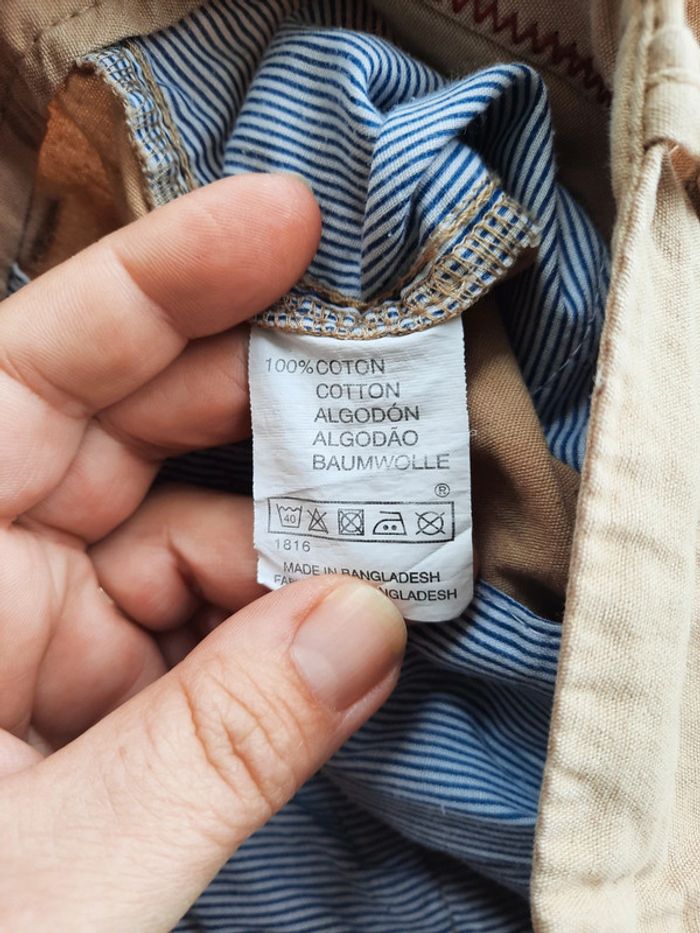 100% COTON
COTTON
ALGODÓN
ALGODÃO
BAUMWOLLE
®
40
1816
MADE IN BANGLADESH